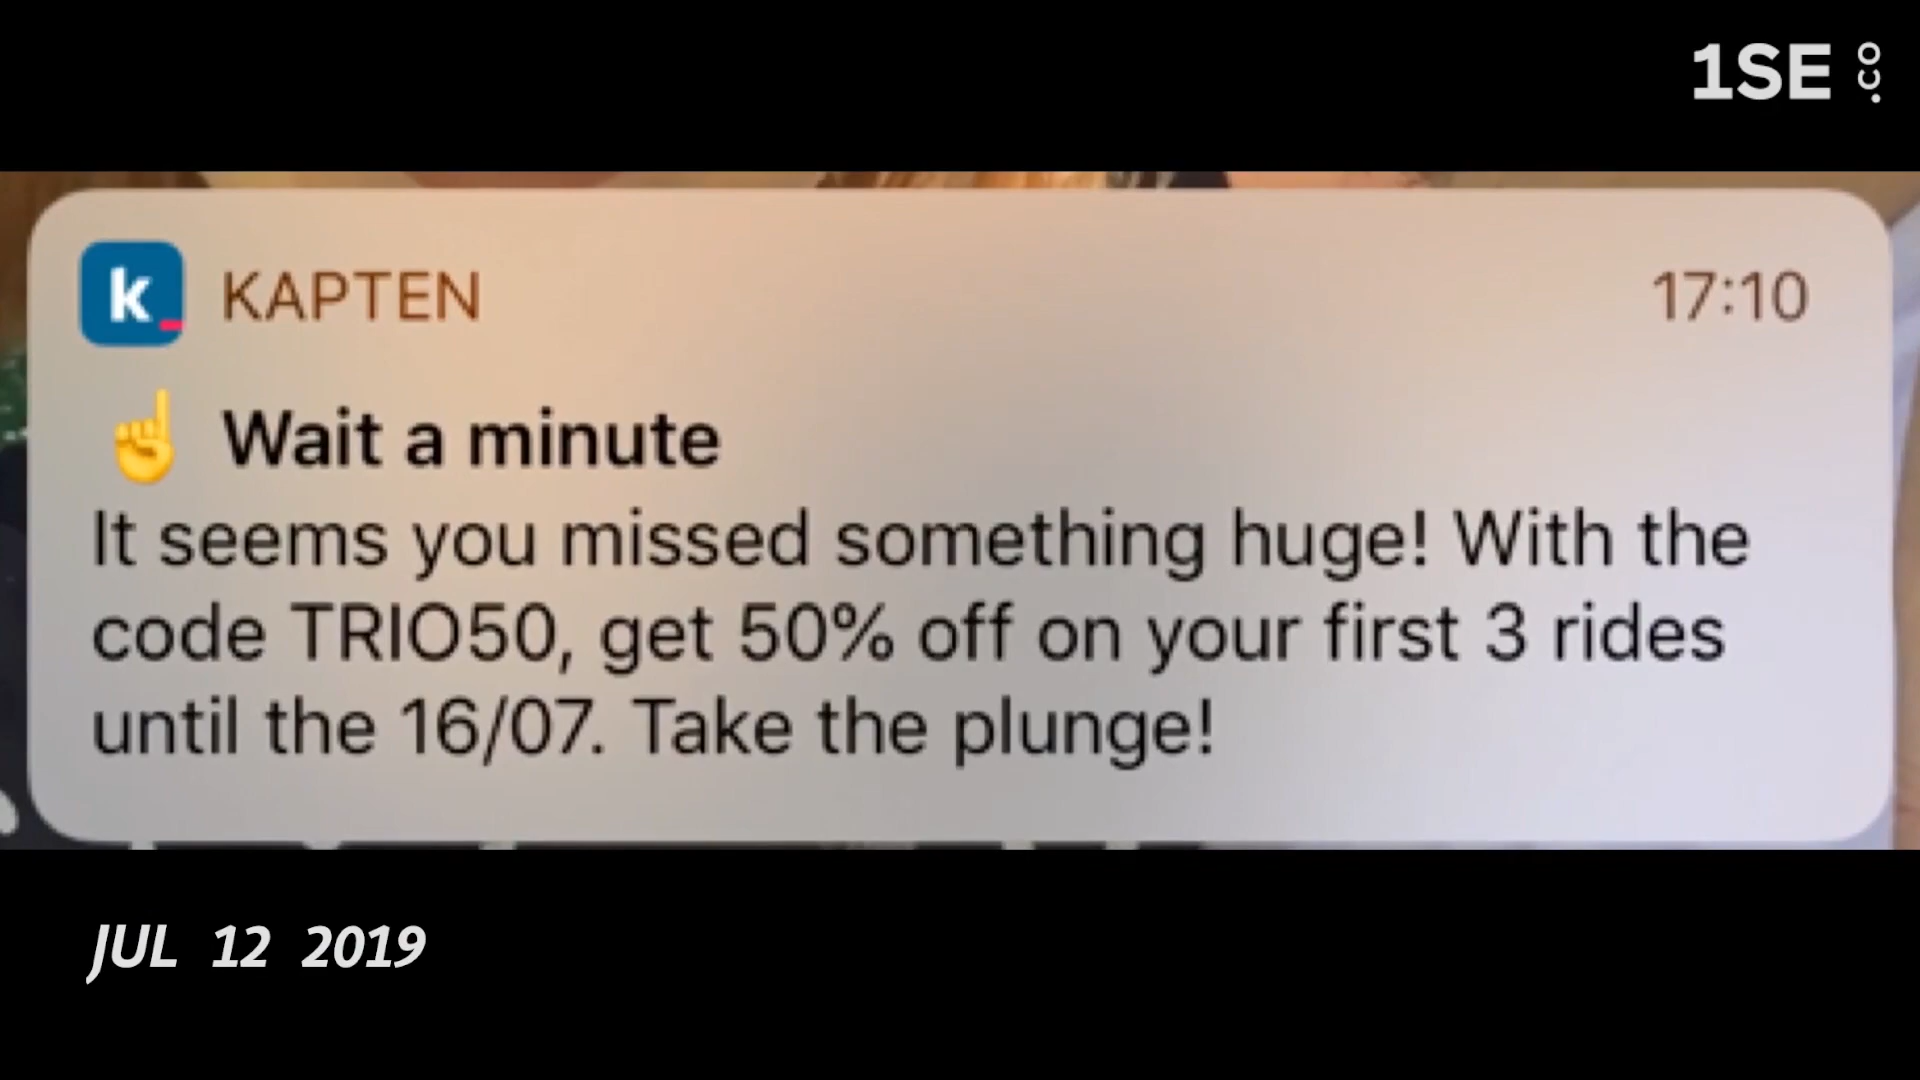 1SE .co
k
KAPTEN 17:10
☝ Wait a minute
It seems you missed something huge! With the
code TRIO50, get 50% off on your first 3 rides
until the 16/07. Take the plunge!
JUL 12 2019